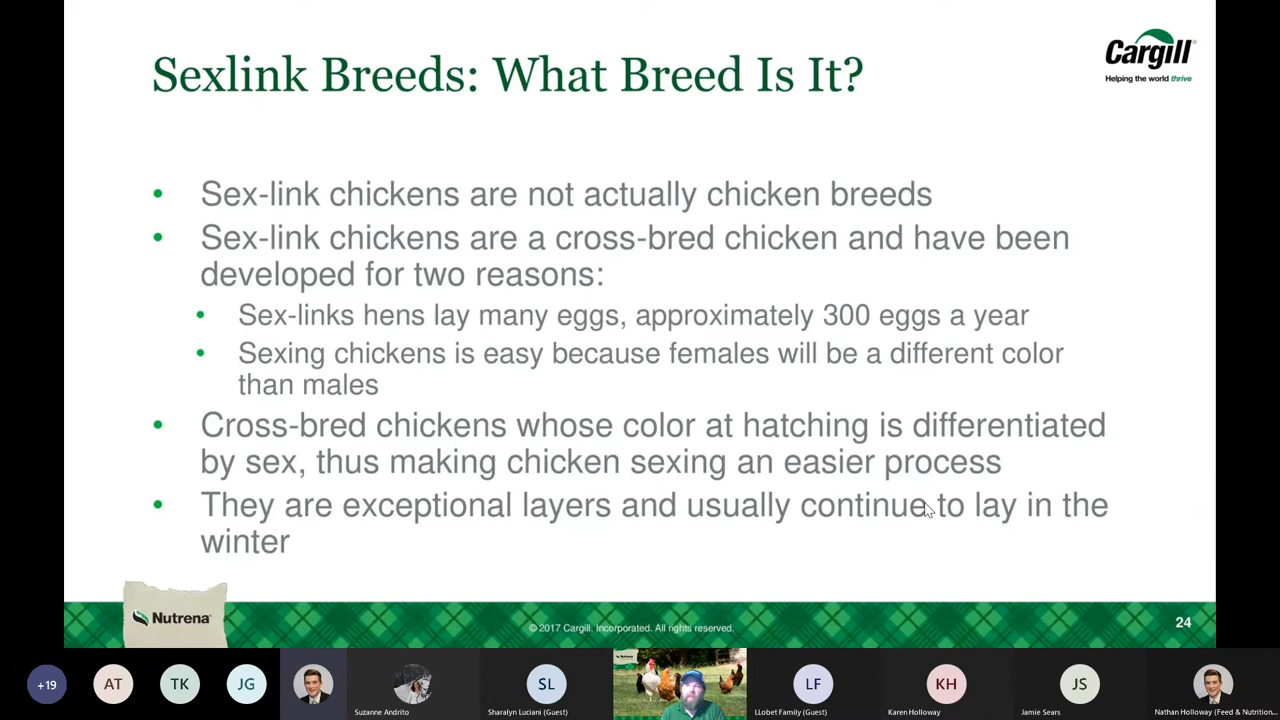 Sexlink Breeds: What Breed Is It?
Cargill
Helping the world thrive
• Sex-link chickens are not actually chicken breeds
• Sex-link chickens are a cross-bred chicken and have been
developed for two reasons:
• Sex-links hens lay many eggs, approximately 300 eggs a year
• Sexing chickens is easy because females will be a different color
than males
• Cross-bred chickens whose color at hatching is differentiated
by sex, thus making chicken sexing an easier process
• They are exceptional layers and usually continue to lay in the
winter
Nutrena
© 2017 Cargill, Incorporated. All rights reserved.
24
+19
AT
TK
JG
Suzanne Andrito
SL
Sharalyn Luciani (Guest)
LF
LLobet Family (Guest)
KH
Karen Holloway
JS
Jamie Sears
Nathan Holloway (Feed & Nutrition...